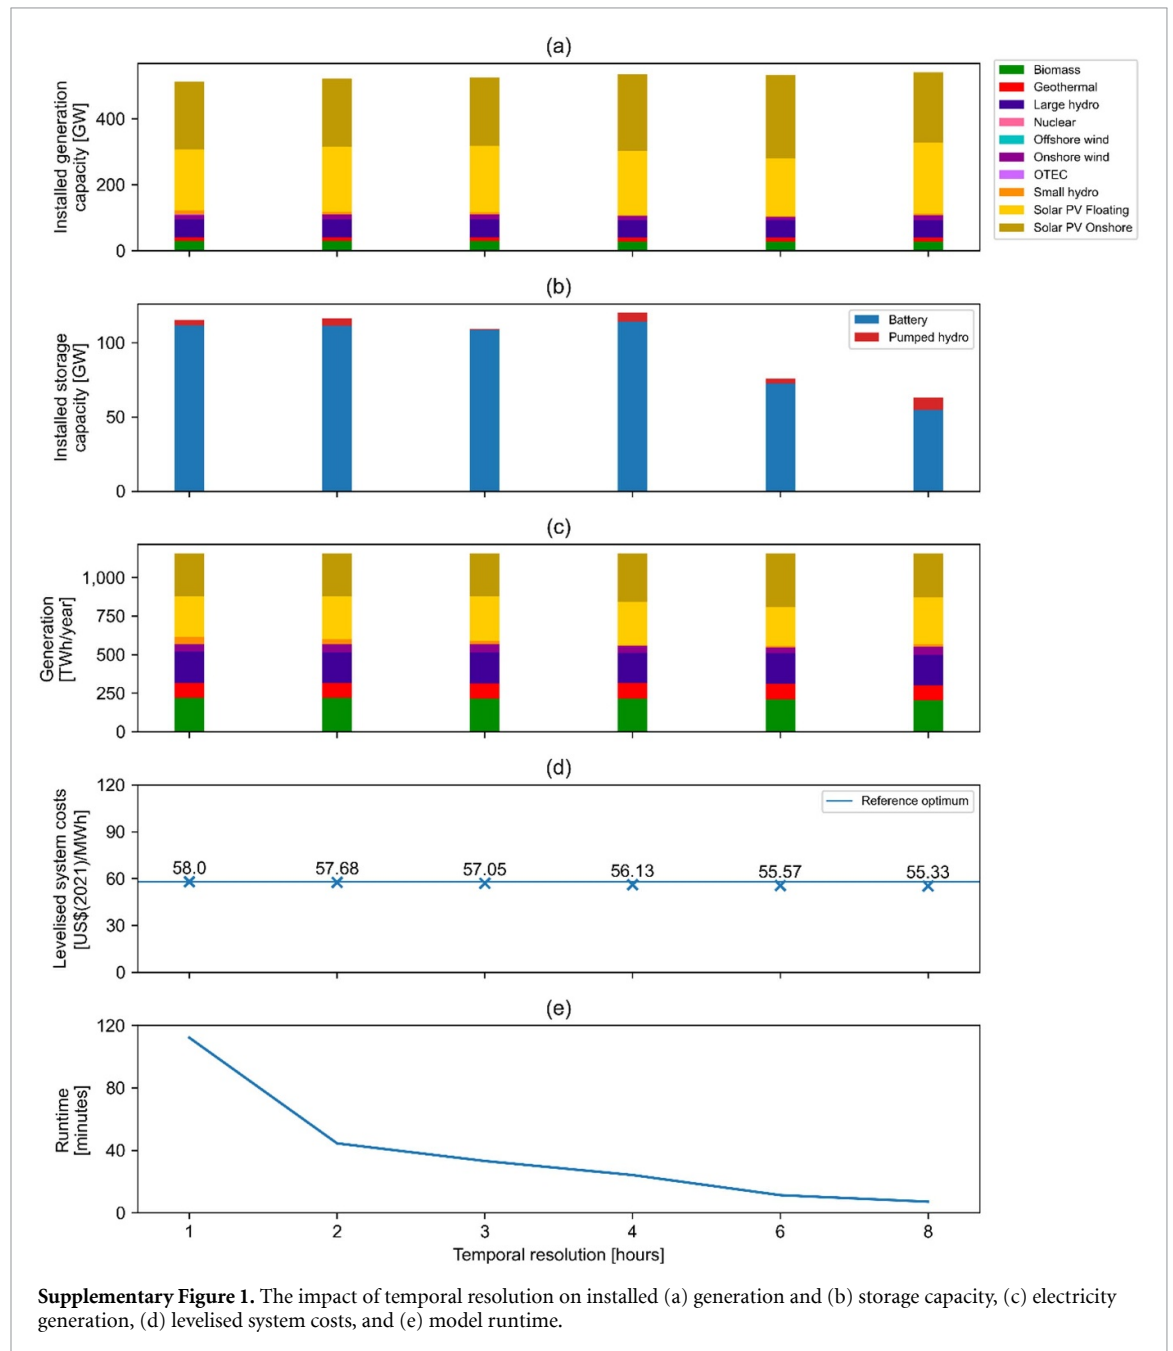 (a)
Installed generation
capacity [GW]
400
200
0
Biomass
Geothermal
Large hydro
Nuclear
Offshore wind
Onshore wind
OTEC
Small hydro
Solar PV Floating
Solar PV Onshore
(b)
Installed storage
capacity [GW]
100
50
0
Battery
Pumped hydro
(c)
Generation
[TWh/year]
1,000
750
500
250
0
(d)
Levelised system costs
[US$(2021)/MWh]
120
90
60
30
0
Reference optimum
58.0 57.68 57.05 56.13 55.57 55.33
(e)
Runtime
[minutes]
120
80
40
0
1 2 3 4 6 8
Temporal resolution [hours]
Supplementary Figure 1. The impact of temporal resolution on installed (a) generation and (b) storage capacity, (c) electricity
generation, (d) levelised system costs, and (e) model runtime.